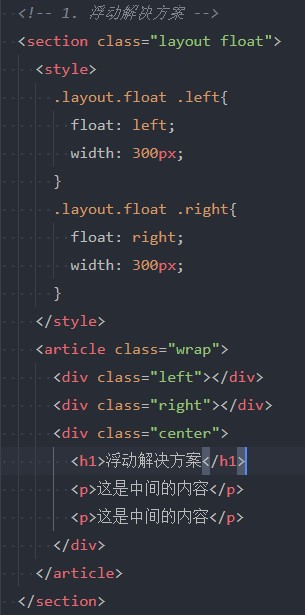 <!-- 1. 浮动解决方案 -->
<section class="layout float">
<style>
.layout.float .left{
float: left;
width: 300px;
}
.layout.float .right{
float: right;
width: 300px;
}
</style>
<article class="wrap">
<div class="left"></div>
<div class="right"></div>
<div class="center">
<h1>浮动解决方案</h1>
<p>这是中间的内容</p>
<p>这是中间的内容</p>
</div>
</article>
</section>